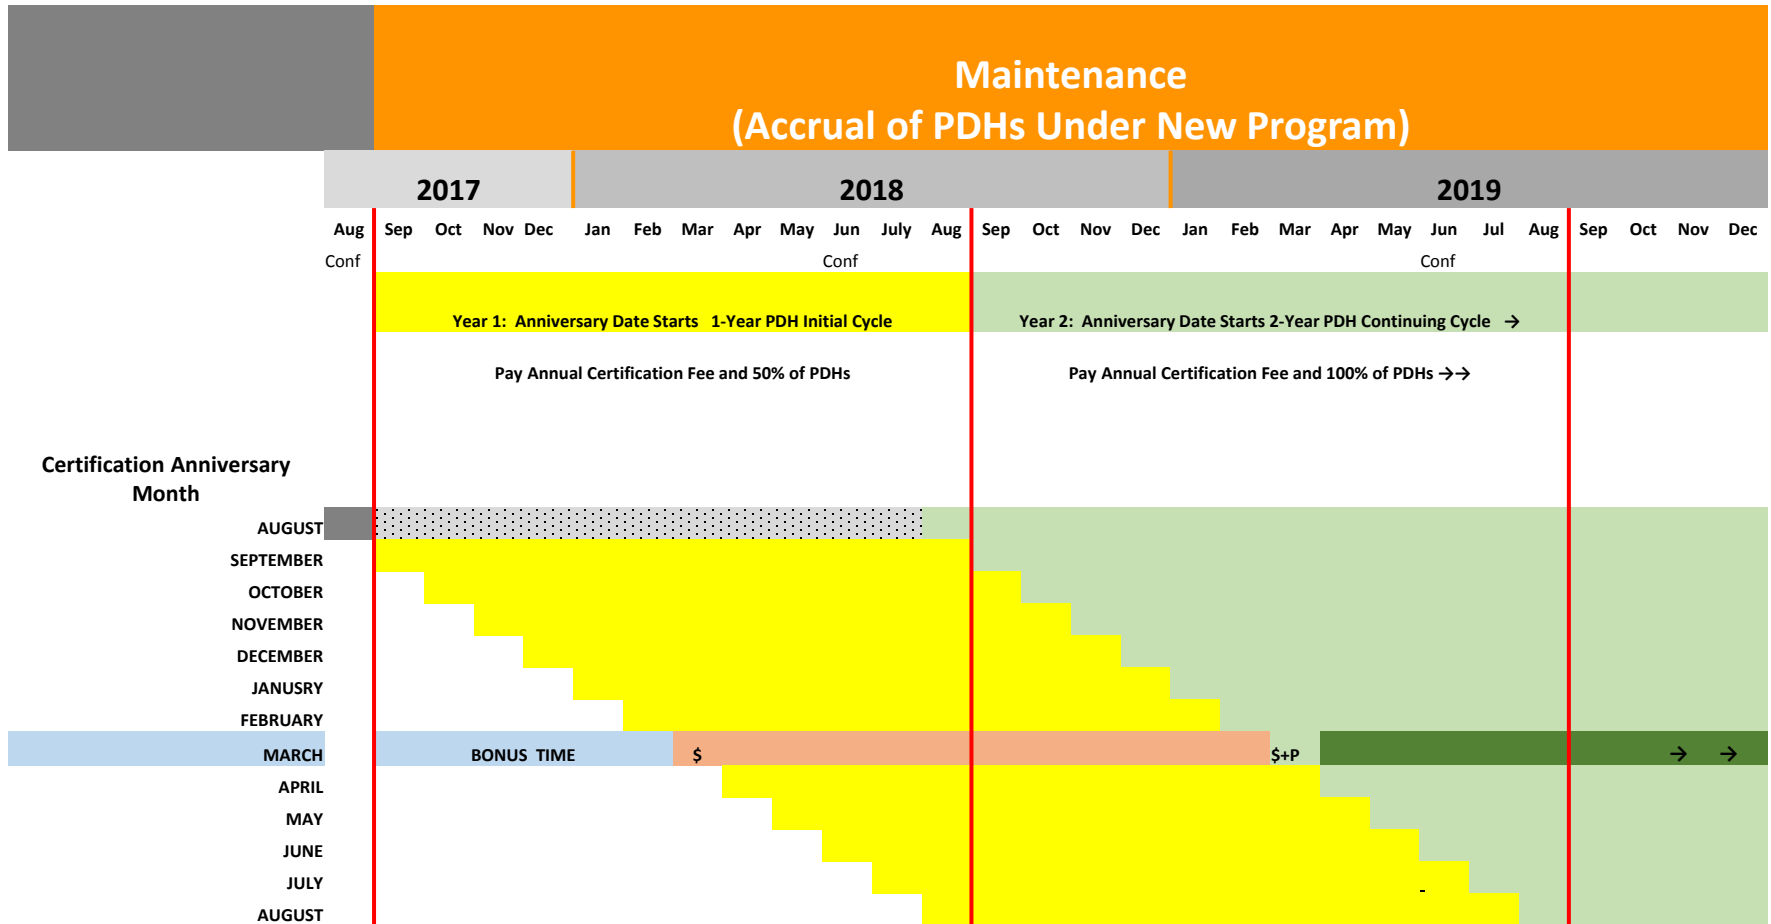 Maintenance
(Accrual of PDHs Under New Program)
2017 2018 2019
Aug Sep Oct Nov Dec Jan Feb Mar Apr May Jun July Aug Sep Oct Nov Dec Jan Feb Mar Apr May Jun Jul Aug Sep Oct Nov Dec
Conf Conf Conf
Year 1: Anniversary Date Starts 1-Year PDH Initial Cycle Year 2: Anniversary Date Starts 2-Year PDH Continuing Cycle →
Pay Annual Certification Fee and 50% of PDHs Pay Annual Certification Fee and 100% of PDHs →→
Certification Anniversary
Month
AUGUST
SEPTEMBER
OCTOBER
NOVEMBER
DECEMBER
JANUSRY
FEBRUARY
MARCH BONUS TIME $ $+P → →
APRIL
MAY
JUNE
JULY -
AUGUST